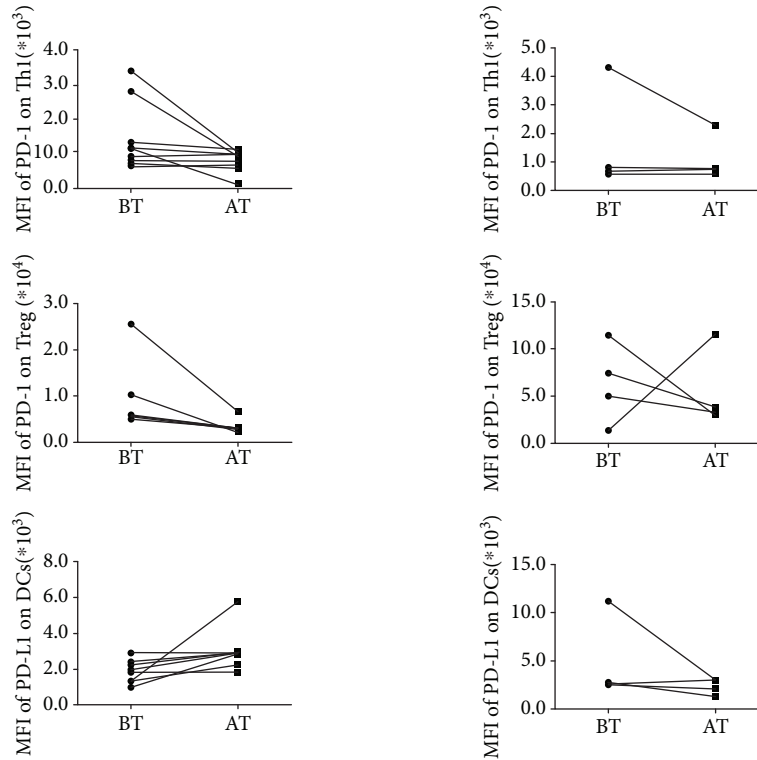 MFI of PD-1 on Th1(*10³)
4.0
3.0
2.0
10.0
0.0
BT
AT
MFI of PD-1 on Th1(*10³)
5.0
4.0
3.0
2.0
1.0
0.0
BT
AT
MFI of PD-1 on Treg (*10⁴)
3.0
2.0
1.0
0.0
BT
AT
MFI of PD-1 on Treg (*10⁴)
15.0
10.0
5.0
0.0
BT
AT
MFI of PD-L1 on DCs(*10³)
8.0
6.0
4.0
2.0
0.0
BT
AT
MFI of PD-L1 on DCs(*10³)
15.0
10.0
5.0
0.0
BT
AT